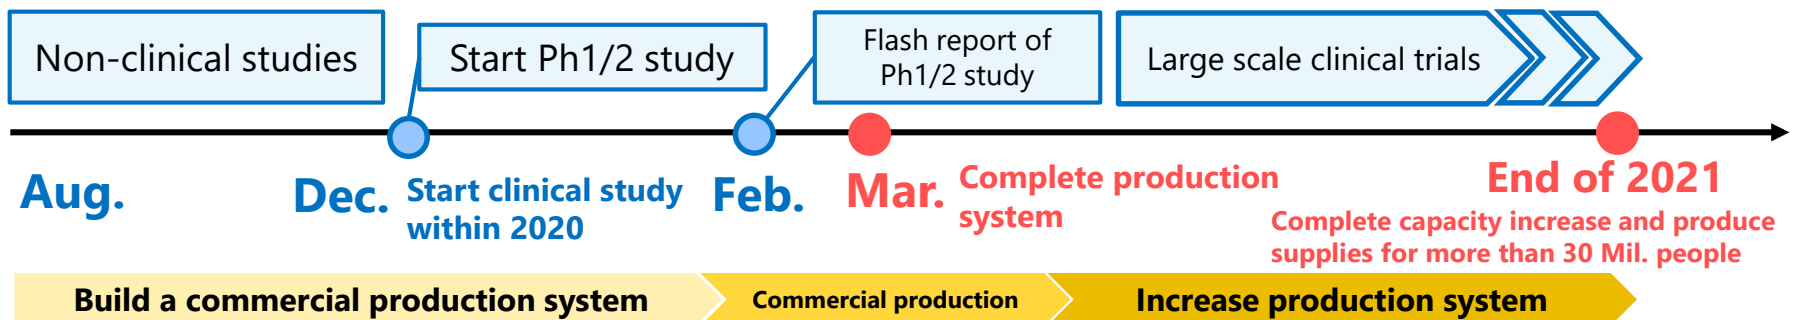 Non-clinical studies
Start Ph1/2 study
Flash report of
Ph1/2 study
Large scale clinical trials
Aug.
Dec.
Start clinical study
within 2020
Feb.
Mar.
Complete production
system
End of 2021
Complete capacity increase and produce
supplies for more than 30 Mil. people
Build a commercial production system
Commercial production
Increase production system